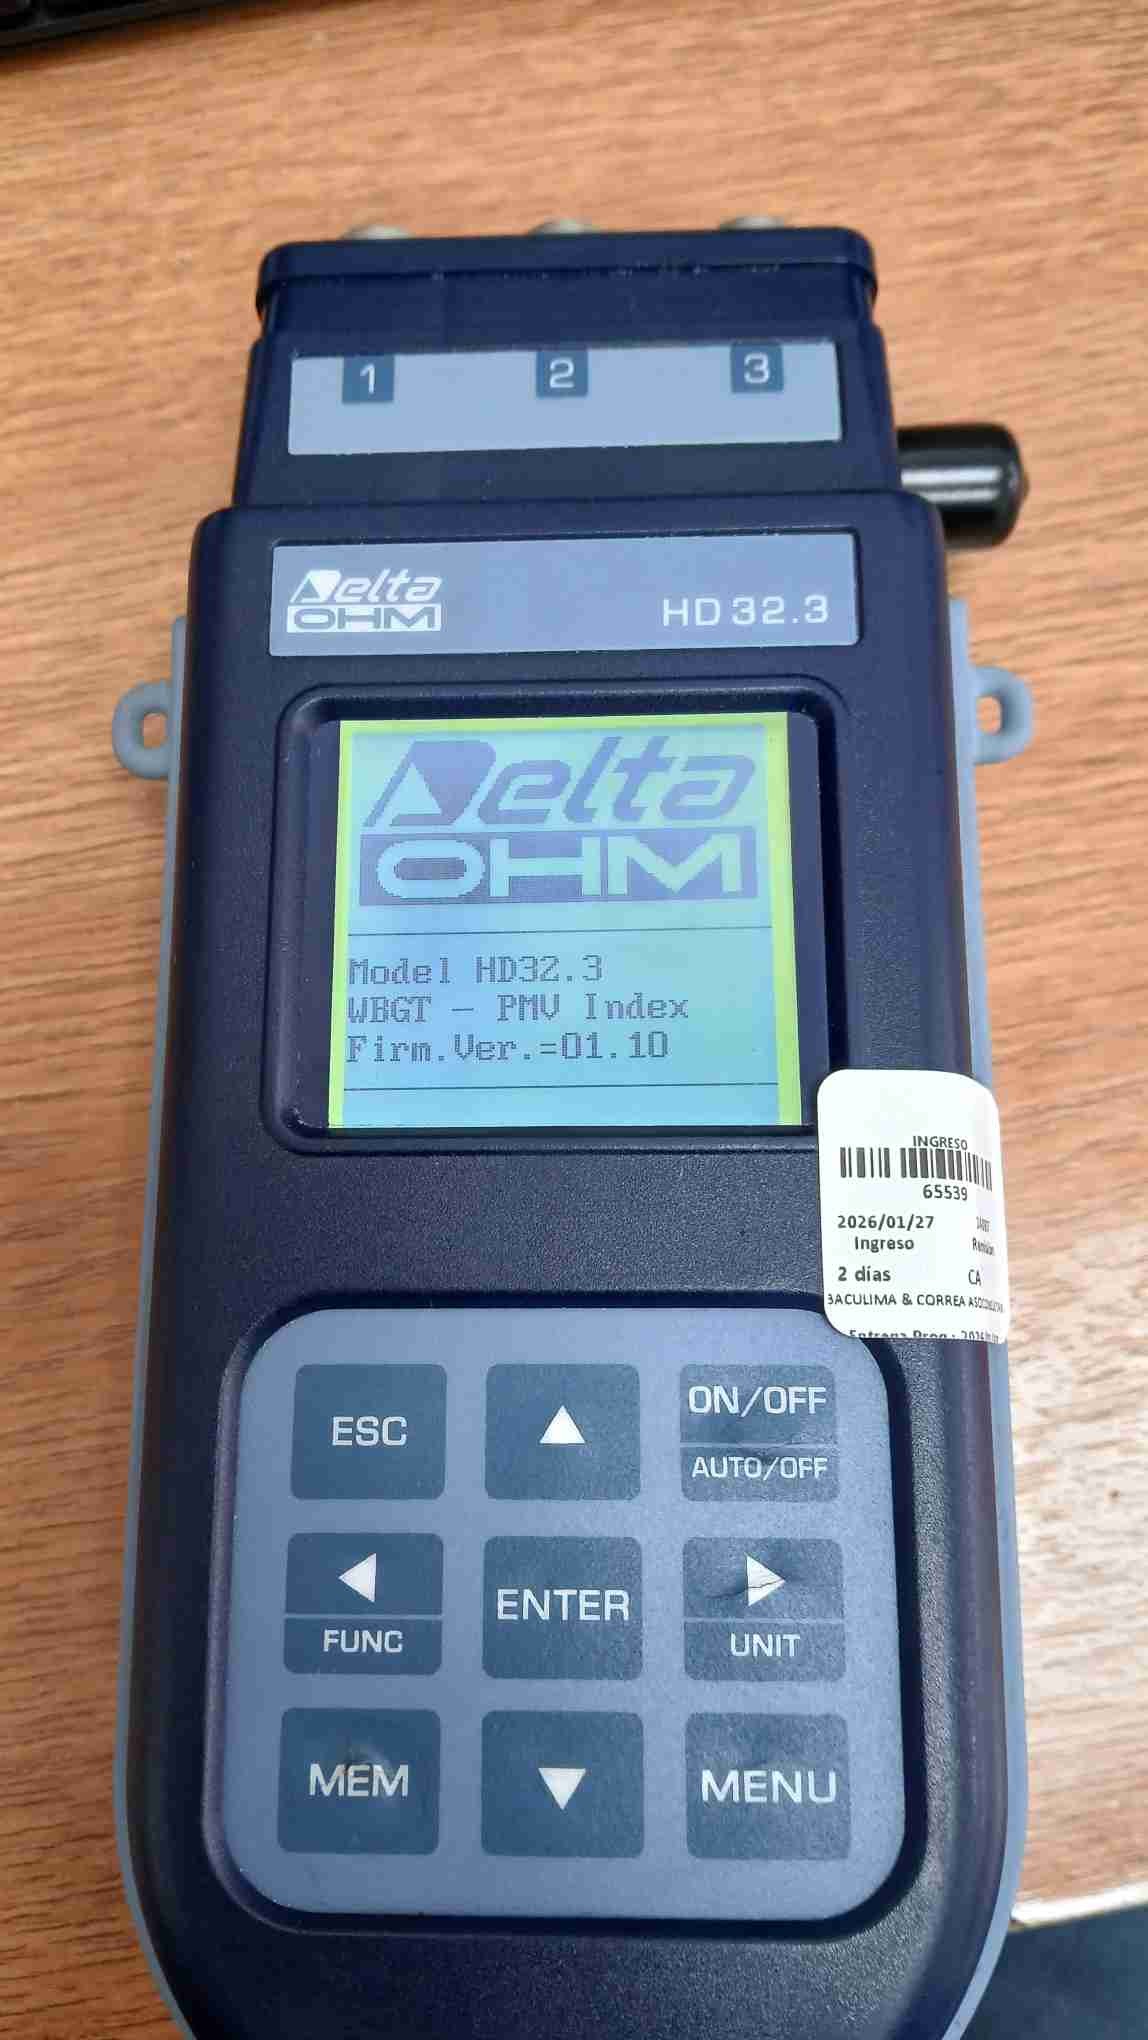 1 2 3
Delta
OHM
HD 32.3
Delta
OHM
Model HD32.3
WBGT - PMV Index
Firm.Ver.=01.10
INGRESO
65539
2026/01/27
Ingreso
2 días
CA
BACULIMA & CORREA
ESC
ON/OFF
AUTO/OFF
FUNC
ENTER
UNIT
MEM
MENU